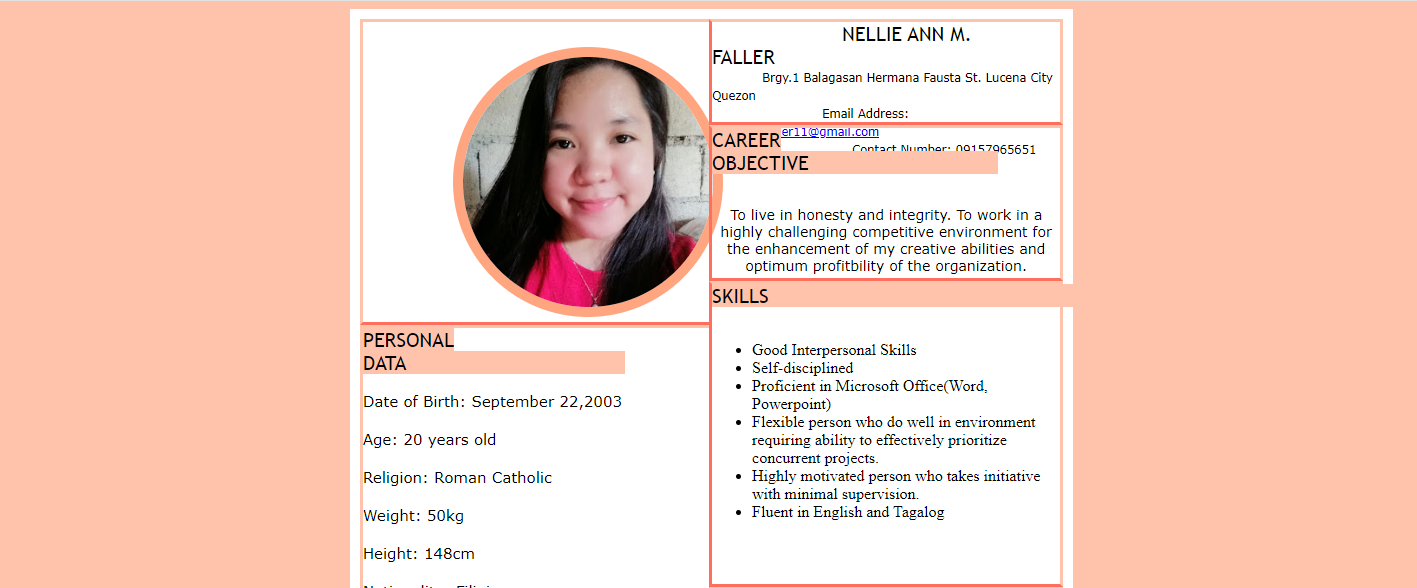 NELLIE ANN M.
FALLER
Brgy.1 Balagasan Hermana Fausta St. Lucena City
Quezon
Email Address:
er11@gmail.com
Contact Number: 09157965651
CAREER
OBJECTIVE
To live in honesty and integrity. To work in a
highly challenging competitive environment for
the enhancement of my creative abilities and
optimum profitbility of the organization.
SKILLS
Good Interpersonal Skills
Self-disciplined
Proficient in Microsoft Office(Word,
Powerpoint)
Flexible person who do well in environment
requiring ability to effectively prioritize
concurrent projects.
Highly motivated person who takes initiative
with minimal supervision.
Fluent in English and Tagalog
PERSONAL
DATA
Date of Birth: September 22,2003
Age: 20 years old
Religion: Roman Catholic
Weight: 50kg
Height: 148cm